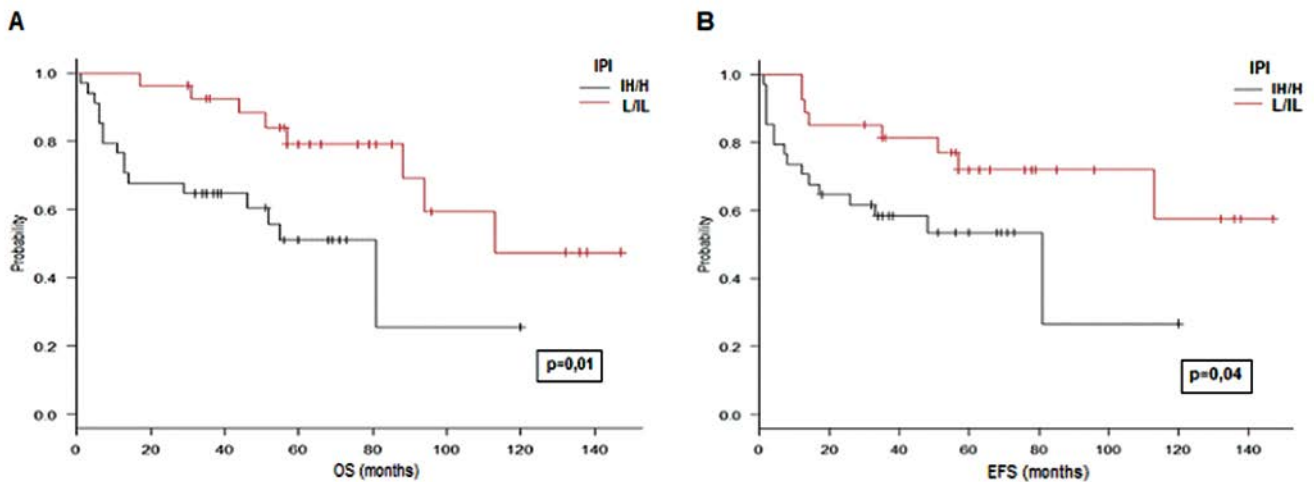 A
IPI
IH/H
L/IL
1.0
0.8
0.6
0.4
0.2
0.0
Probability
p=0,01
0 20 40 60 80 100 120 140
OS (months)
B
IPI
IH/H
L/IL
1.0
0.8
0.6
0.4
0.2
0.0
Probability
p=0,04
0 20 40 60 80 100 120 140
EFS (months)